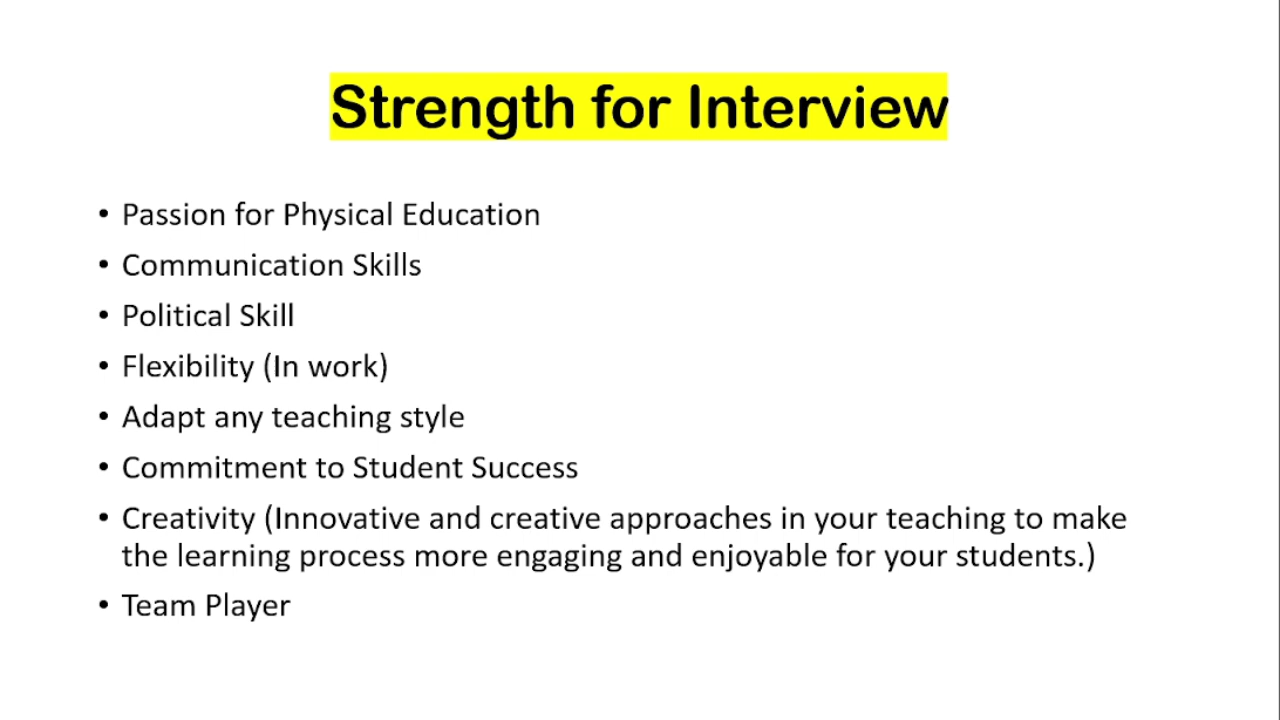 Strength for Interview
• Passion for Physical Education
• Communication Skills
• Political Skill
• Flexibility (In work)
• Adapt any teaching style
• Commitment to Student Success
• Creativity (Innovative and creative approaches in your teaching to make
the learning process more engaging and enjoyable for your students.)
• Team Player